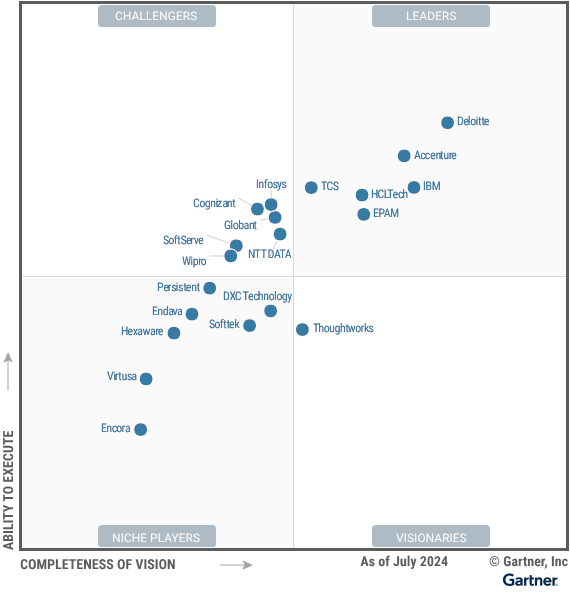 CHALLENGERS
LEADERS
Deloitte
Accenture
TCS
IBM
HCLTech
EPAM
Infosys
Cognizant
Globant
SoftServe
NTT DATA
Wipro
Persistent
DXC Technology
Endava
Softtek
Hexaware
Thoughtworks
Virtusa
Encora
ABILITY TO EXECUTE
NICHE PLAYERS
VISIONARIES
COMPLETENESS OF VISION
As of July 2024
© Gartner, Inc
Gartner